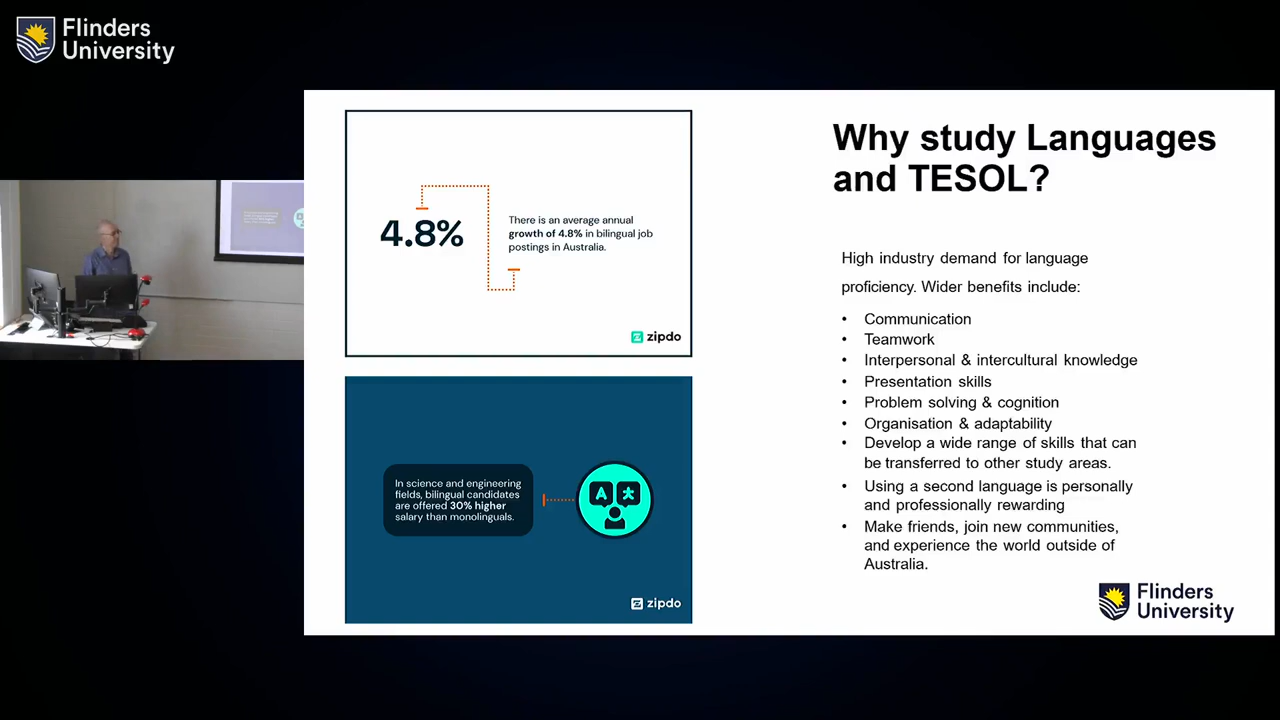 Flinders
University
4.8%
There is an average annual
growth of 4.8% in bilingual job
postings in Australia.
zipdo
In science and engineering
fields, bilingual candidates
are offered 30% higher
salary than monolinguals.
A
zipdo
Why study Languages
and TESOL?
High industry demand for language
proficiency. Wider benefits include:
• Communication
• Teamwork
• Interpersonal & intercultural knowledge
• Presentation skills
• Problem solving & cognition
• Organisation & adaptability
• Develop a wide range of skills that can
be transferred to other study areas.
• Using a second language is personally
and professionally rewarding
• Make friends, join new communities,
and experience the world outside of
Australia.
Flinders
University